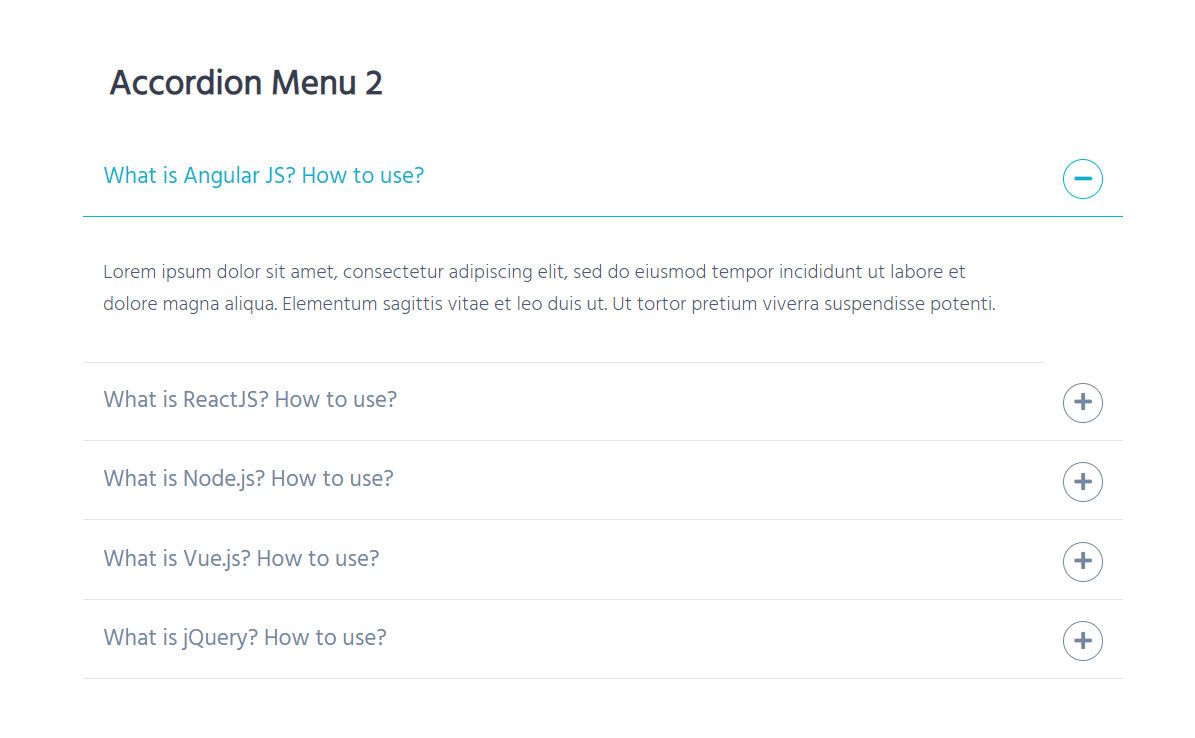 Accordion Menu 2
What is Angular JS? How to use?
Lorem ipsum dolor sit amet, consectetur adipiscing elit, sed do eiusmod tempor incididunt ut labore et
dolore magna aliqua. Elementum sagittis vitae et leo duis ut. Ut tortor pretium viverra suspendisse potenti.
What is ReactJS? How to use?
What is Node.js? How to use?
What is Vue.js? How to use?
What is jQuery? How to use?